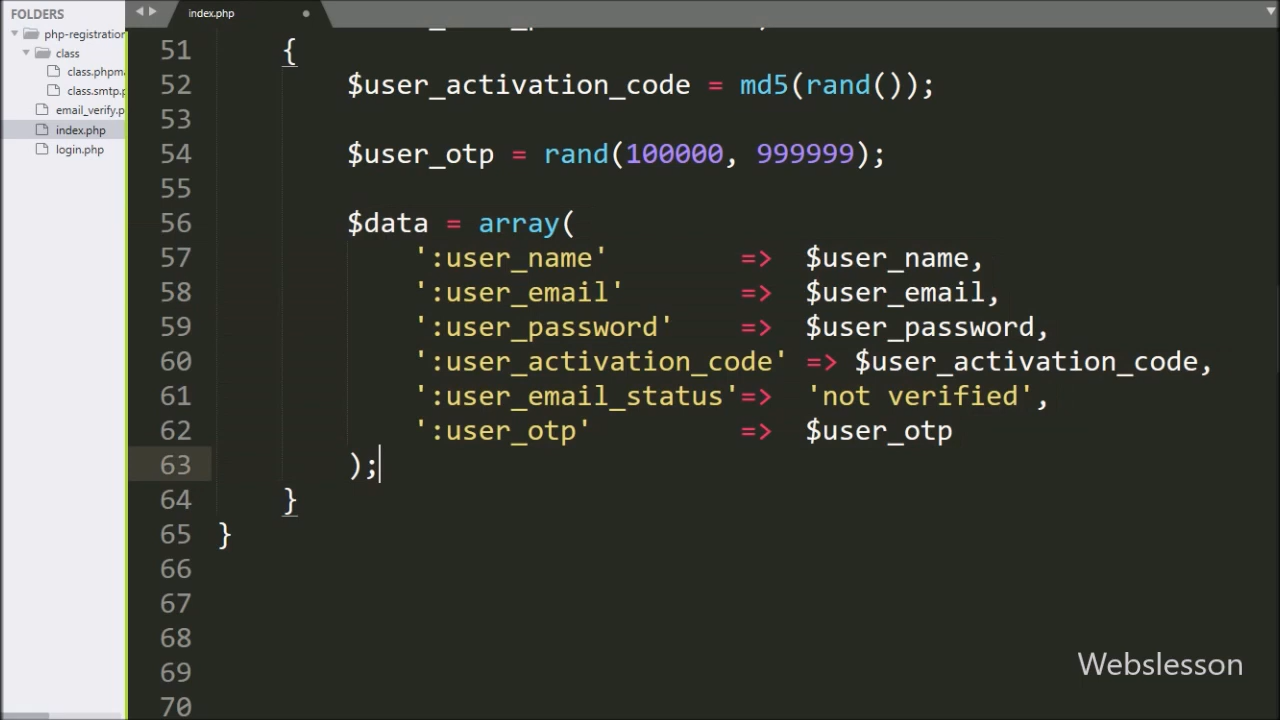 FOLDERS
php-registration
class
class.phpma
class.smtp.p
email_verify.p
index.php
login.php
index.php
51 {
52 $user_activation_code = md5(rand());
53
54 $user_otp = rand(100000, 999999);
55
56 $data = array(
57 ':user_name' => $user_name,
58 ':user_email' => $user_email,
59 ':user_password' => $user_password,
60 ':user_activation_code' => $user_activation_code,
61 ':user_email_status'=> 'not verified',
62 ':user_otp' => $user_otp
63 );
64 }
65 }
66
67
68
69
70
Webslesson